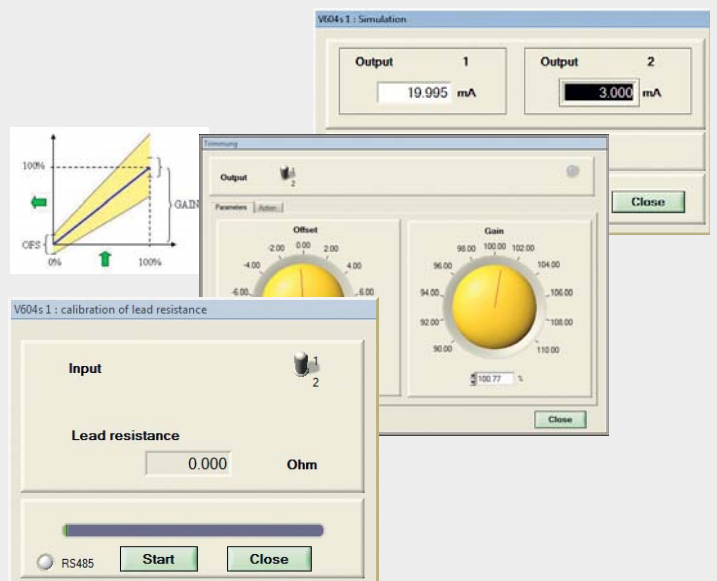 V604s 1 : Simulation
Output 1 Output 2
19.995 mA 3.000 mA
Close
100%
GAIN
OFS
0% 100%
Trimmung
Output 1
2
Parameters Action
Offset
-2.00 0.00 2.00
-4.00 4.00
-6.00 6.00
Gain
98.00 100.00 102.00
96.00 104.00
94.00 106.00
92.00 108.00
90.00 110.00
100.77 %
Close
V604s 1 : calibration of lead resistance
Input 1
2
Lead resistance
0.000 Ohm
RS485 Start Close